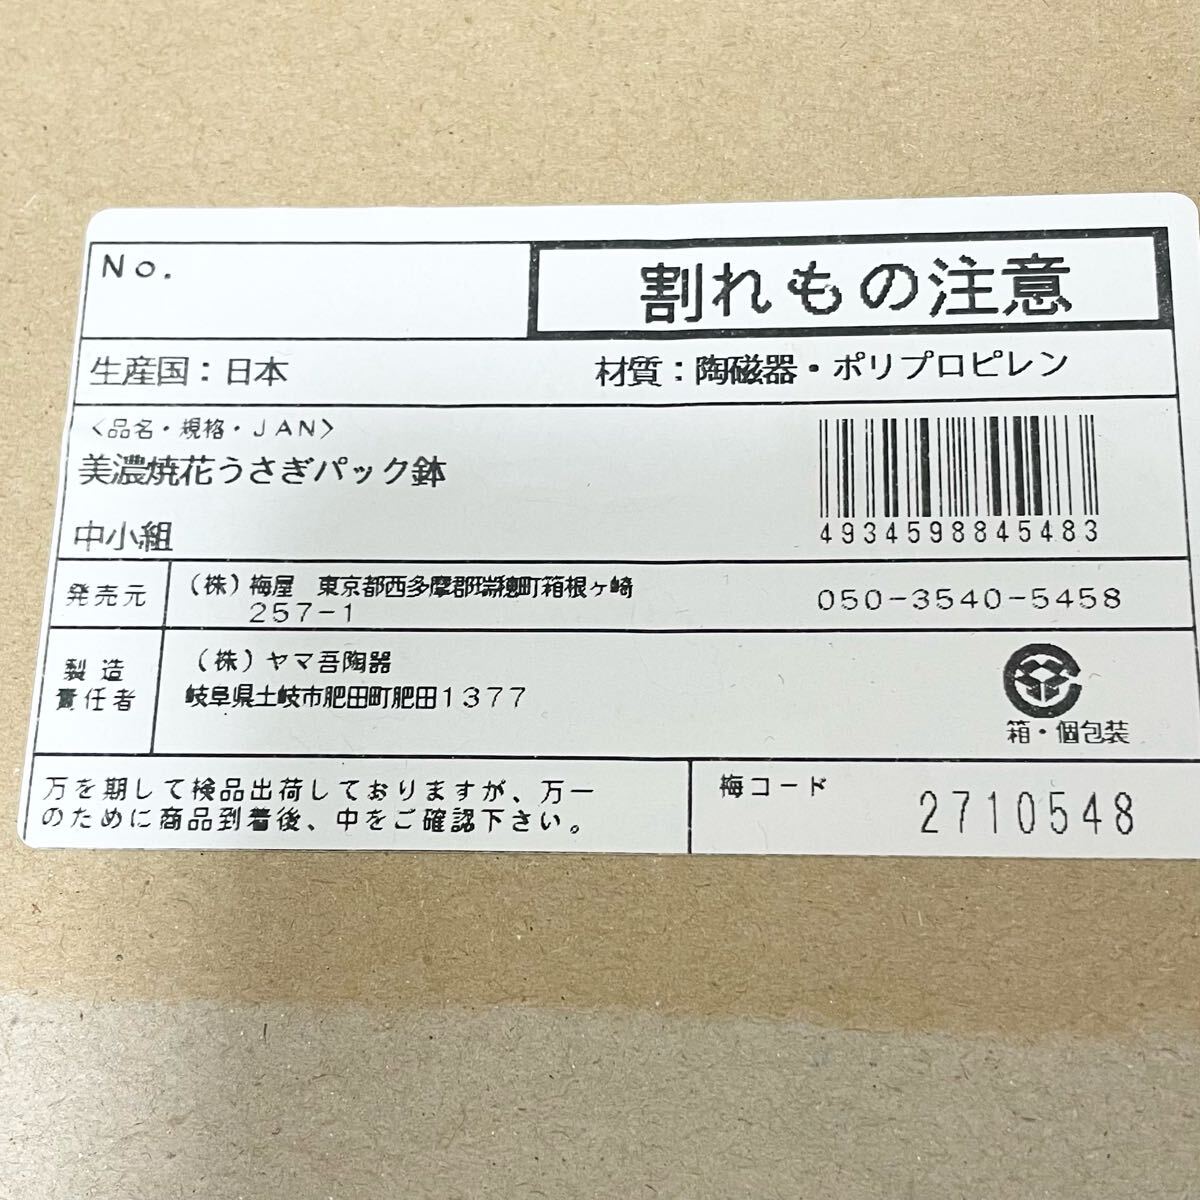 No.
割れもの注意
生産国：日本
材質：陶磁器・ポリプロピレン
<品名・規格・JAN>
美濃焼花うさぎパック鉢
中小組
4934598845483
発売元
(株)梅屋　東京都西多摩郡瑞穂町箱根ヶ崎
257-1
050-3540-5458
製造
責任者
(株)ヤマ吾陶器
岐阜県土岐市肥田町肥田1377
箱・個包装
万を期して検品出荷しておりますが、万一
のために商品到着後、中をご確認下さい。
梅コード
2710548